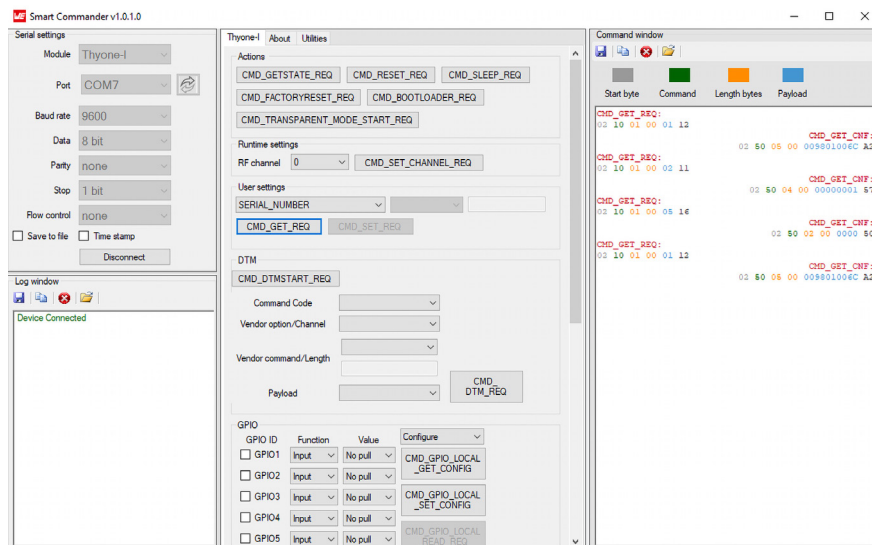 WE Smart Commander v1.0.1.0
Serial settings
Module Thyone-I
Port COM7
Baud rate 9600
Data 8 bit
Parity none
Stop 1 bit
Flow control none
Save to file Time stamp
Disconnect
Log window
Device Connected
Thyone-I About Utilities
Actions
CMD_GETSTATE_REQ CMD_RESET_REQ CMD_SLEEP_REQ
CMD_FACTORYRESET_REQ CMD_BOOTLOADER_REQ
CMD_TRANSPARENT_MODE_START_REQ
Runtime settings
RF channel 0 CMD_SET_CHANNEL_REQ
User settings
SERIAL_NUMBER
CMD_GET_REQ CMD_SET_REQ
DTM
CMD_DTMSTART_REQ
Command Code
Vendor option/Channel
Vendor command/Length
Payload
CMD_
DTM_REQ
GPIO
GPIO ID Function Value Configure
GPIO1 Input No pull
CMD_GPIO_LOCAL
_GET_CONFIG
GPIO2 Input No pull
GPIO3 Input No pull
CMD_GPIO_LOCAL
_SET_CONFIG
GPIO4 Input No pull
GPIO5 Input No pull
CMD_GPIO_LOCAL
READ_REQ
Command window
Start byte Command Length bytes Payload
CMD_GET_REQ:
02 10 01 00 01 12
CMD_GET_CNF:
02 50 05 00 009801006C A2
CMD_GET_REQ:
02 10 01 00 02 11
CMD_GET_CNF:
02 50 04 00 00000001 57
CMD_GET_REQ:
02 10 01 00 05 16
CMD_GET_CNF:
02 50 02 00 0000 50
CMD_GET_REQ:
02 10 01 00 01 12
CMD_GET_CNF:
02 50 05 00 009801006C A2